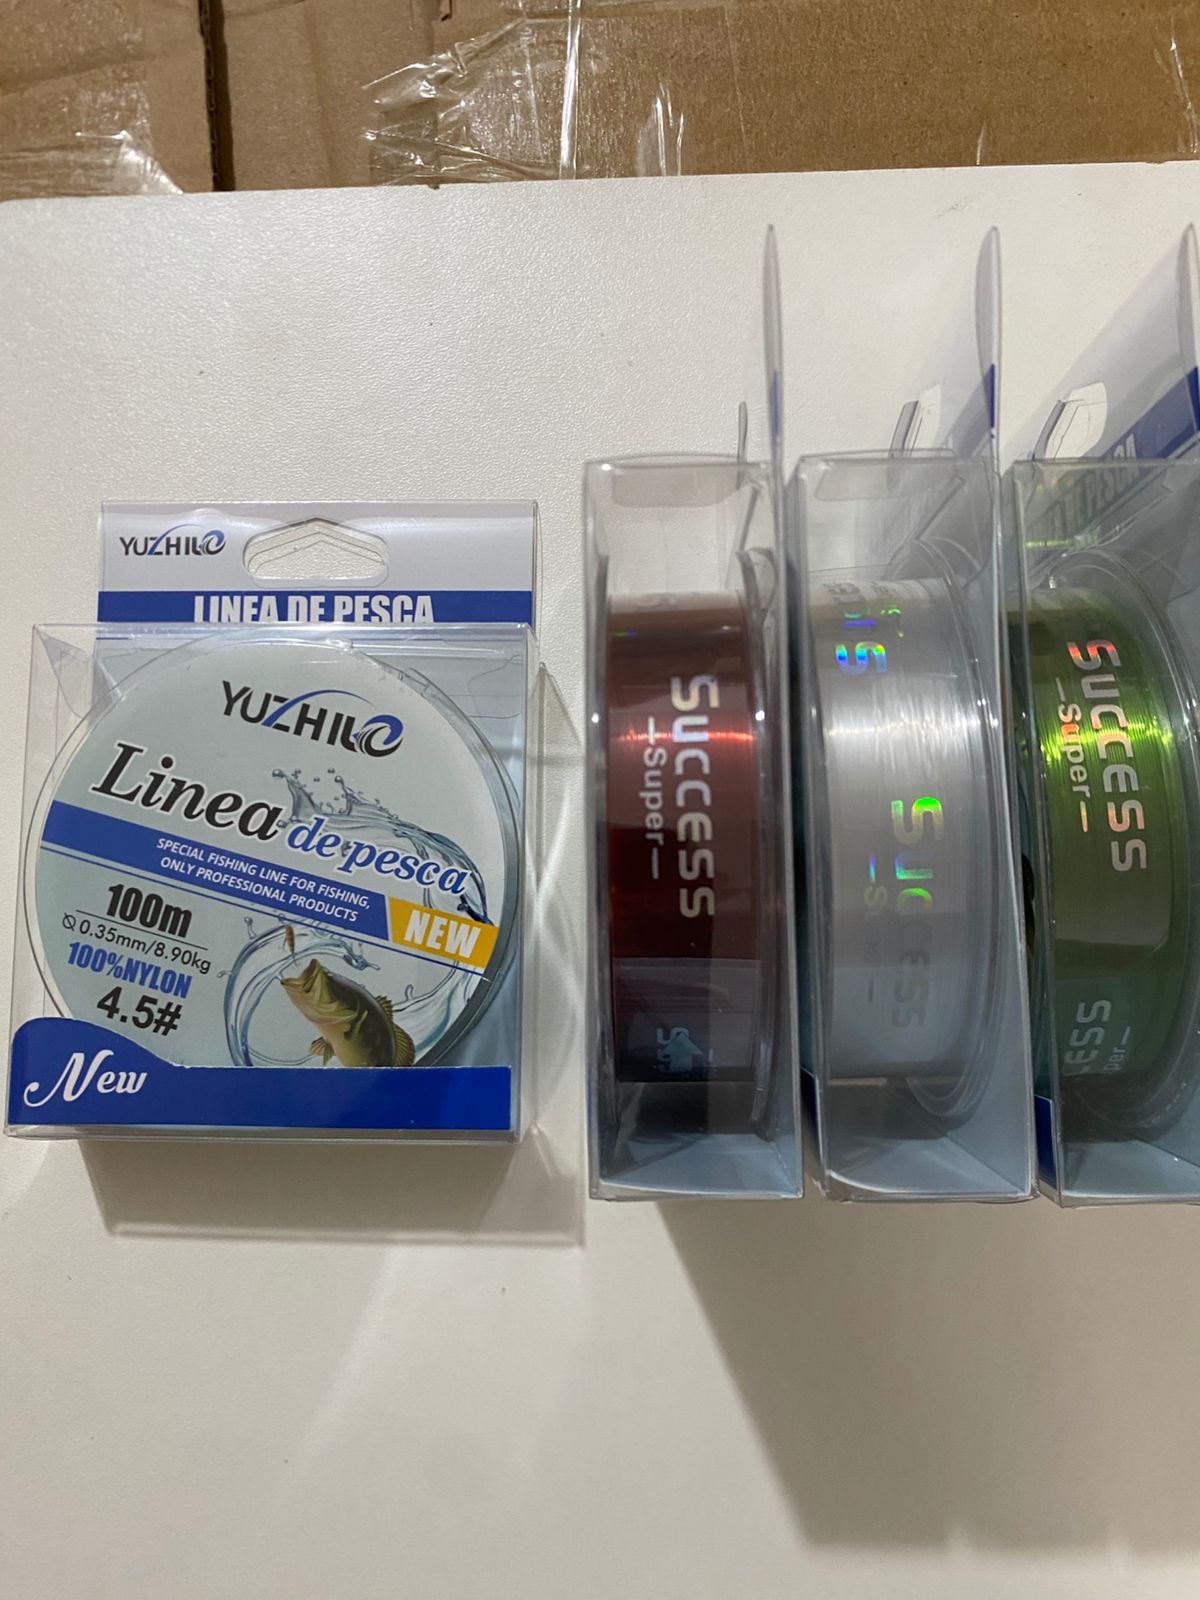 YUZHILO
LINEA DE PESCA
YUZHILO
Linea de pesca
SPECIAL FISHING LINE FOR FISHING,
ONLY PROFESSIONAL PRODUCTS
NEW
100m
0.35mm/8.90kg
100%NYLON
4.5#
New
Success
—Super—
Success
Success
—Super—